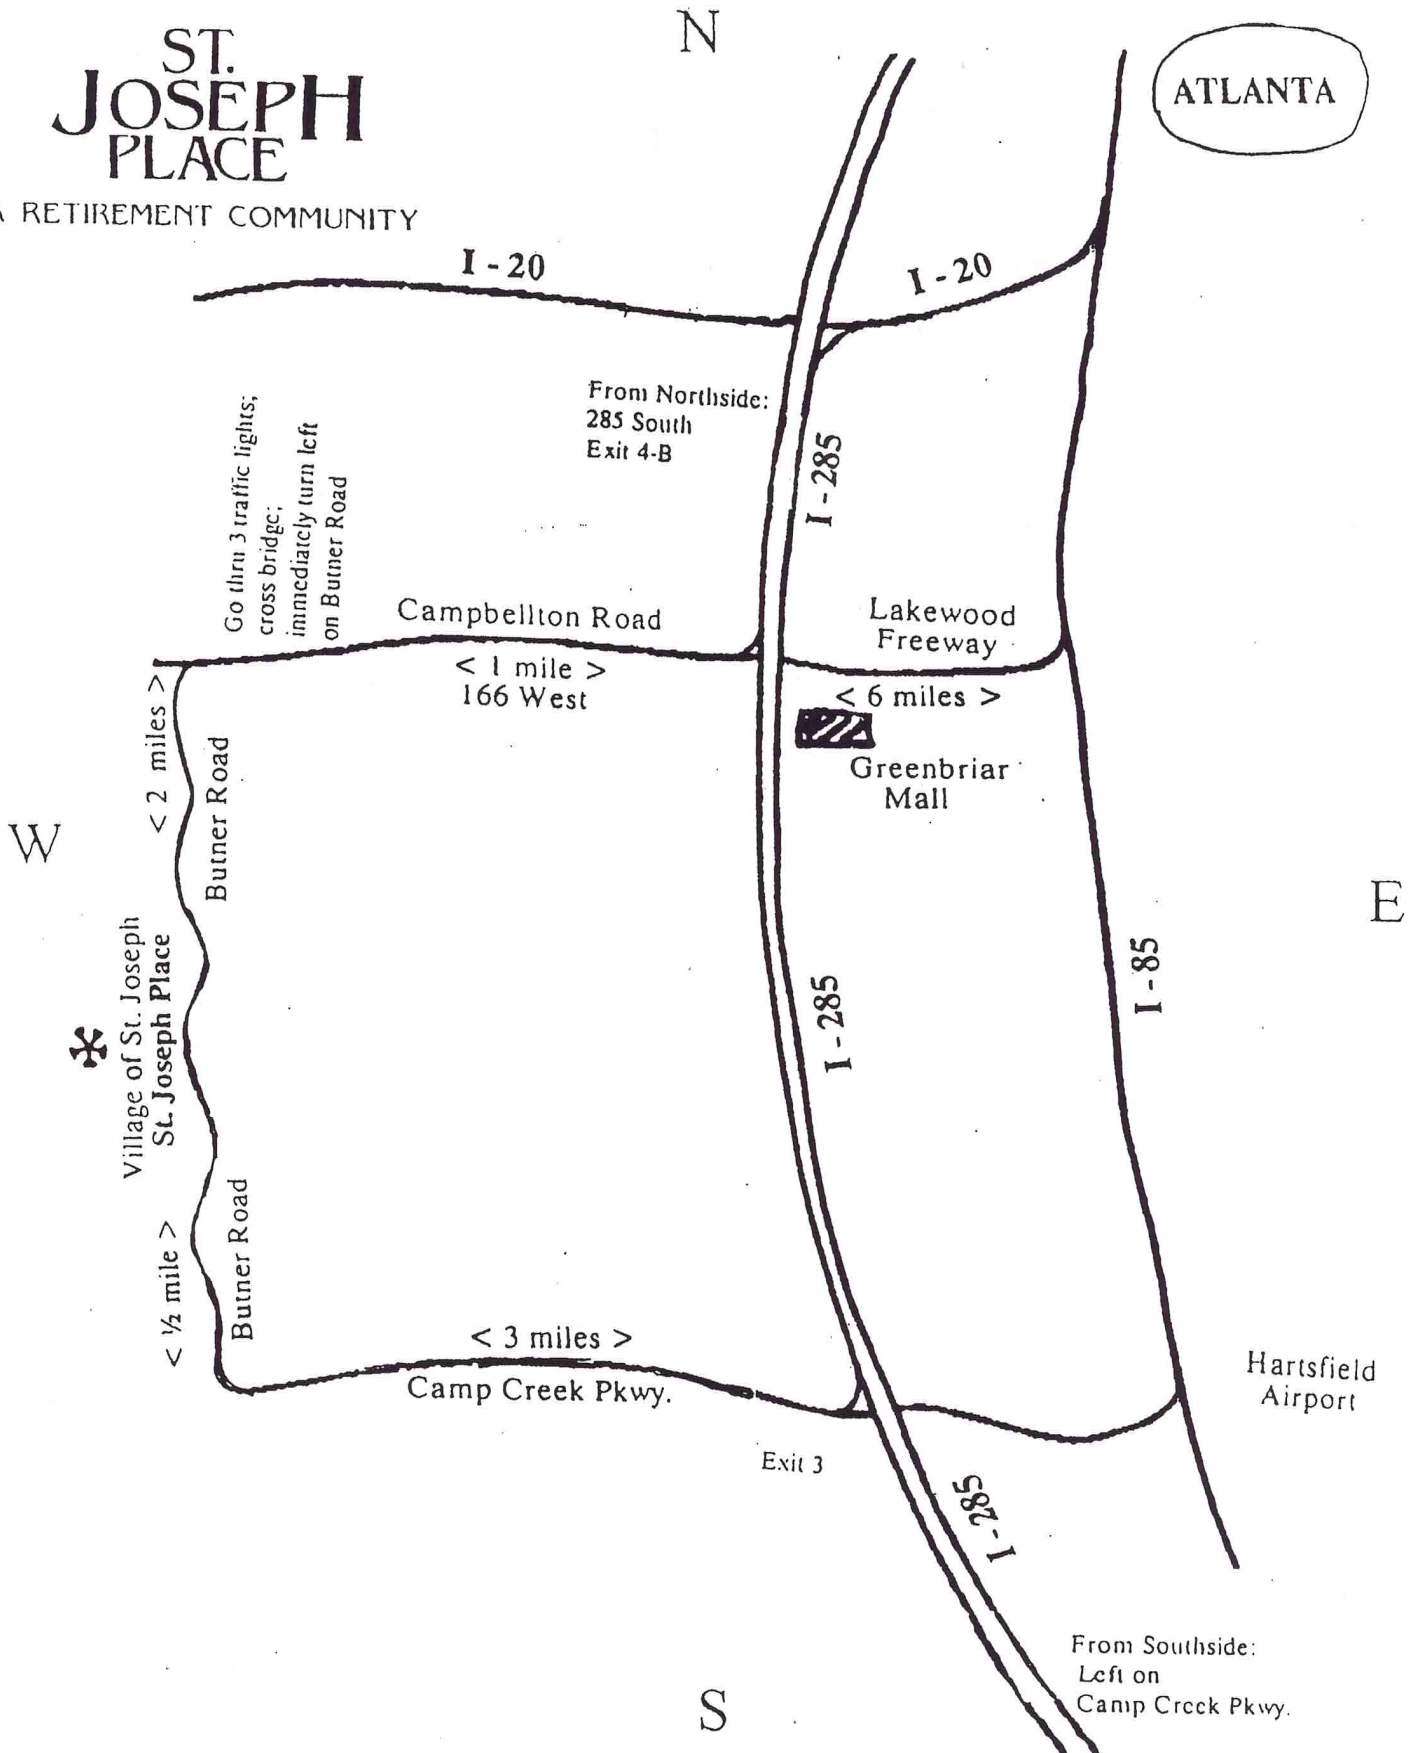 N
ST.
JOSEPH
PLACE
A RETIREMENT COMMUNITY
ATLANTA
I - 20
I - 20
From Northside:
285 South
Exit 4-B
I - 285
Go thru 3 traffic lights;
cross bridge;
immediately turn left
on Butner Road
Campbellton Road
< 1 mile >
166 West
Lakewood
Freeway
< 6 miles >
Greenbriar
Mall
< 2 miles >
Butner Road
W
E
Village of St. Joseph
St. Joseph Place
I - 285
I - 85
< ½ mile >
Butner Road
< 3 miles >
Camp Creek Pkwy.
Hartsfield
Airport
Exit 3
I - 285
From Southside:
Left on
Camp Creek Pkwy.
S